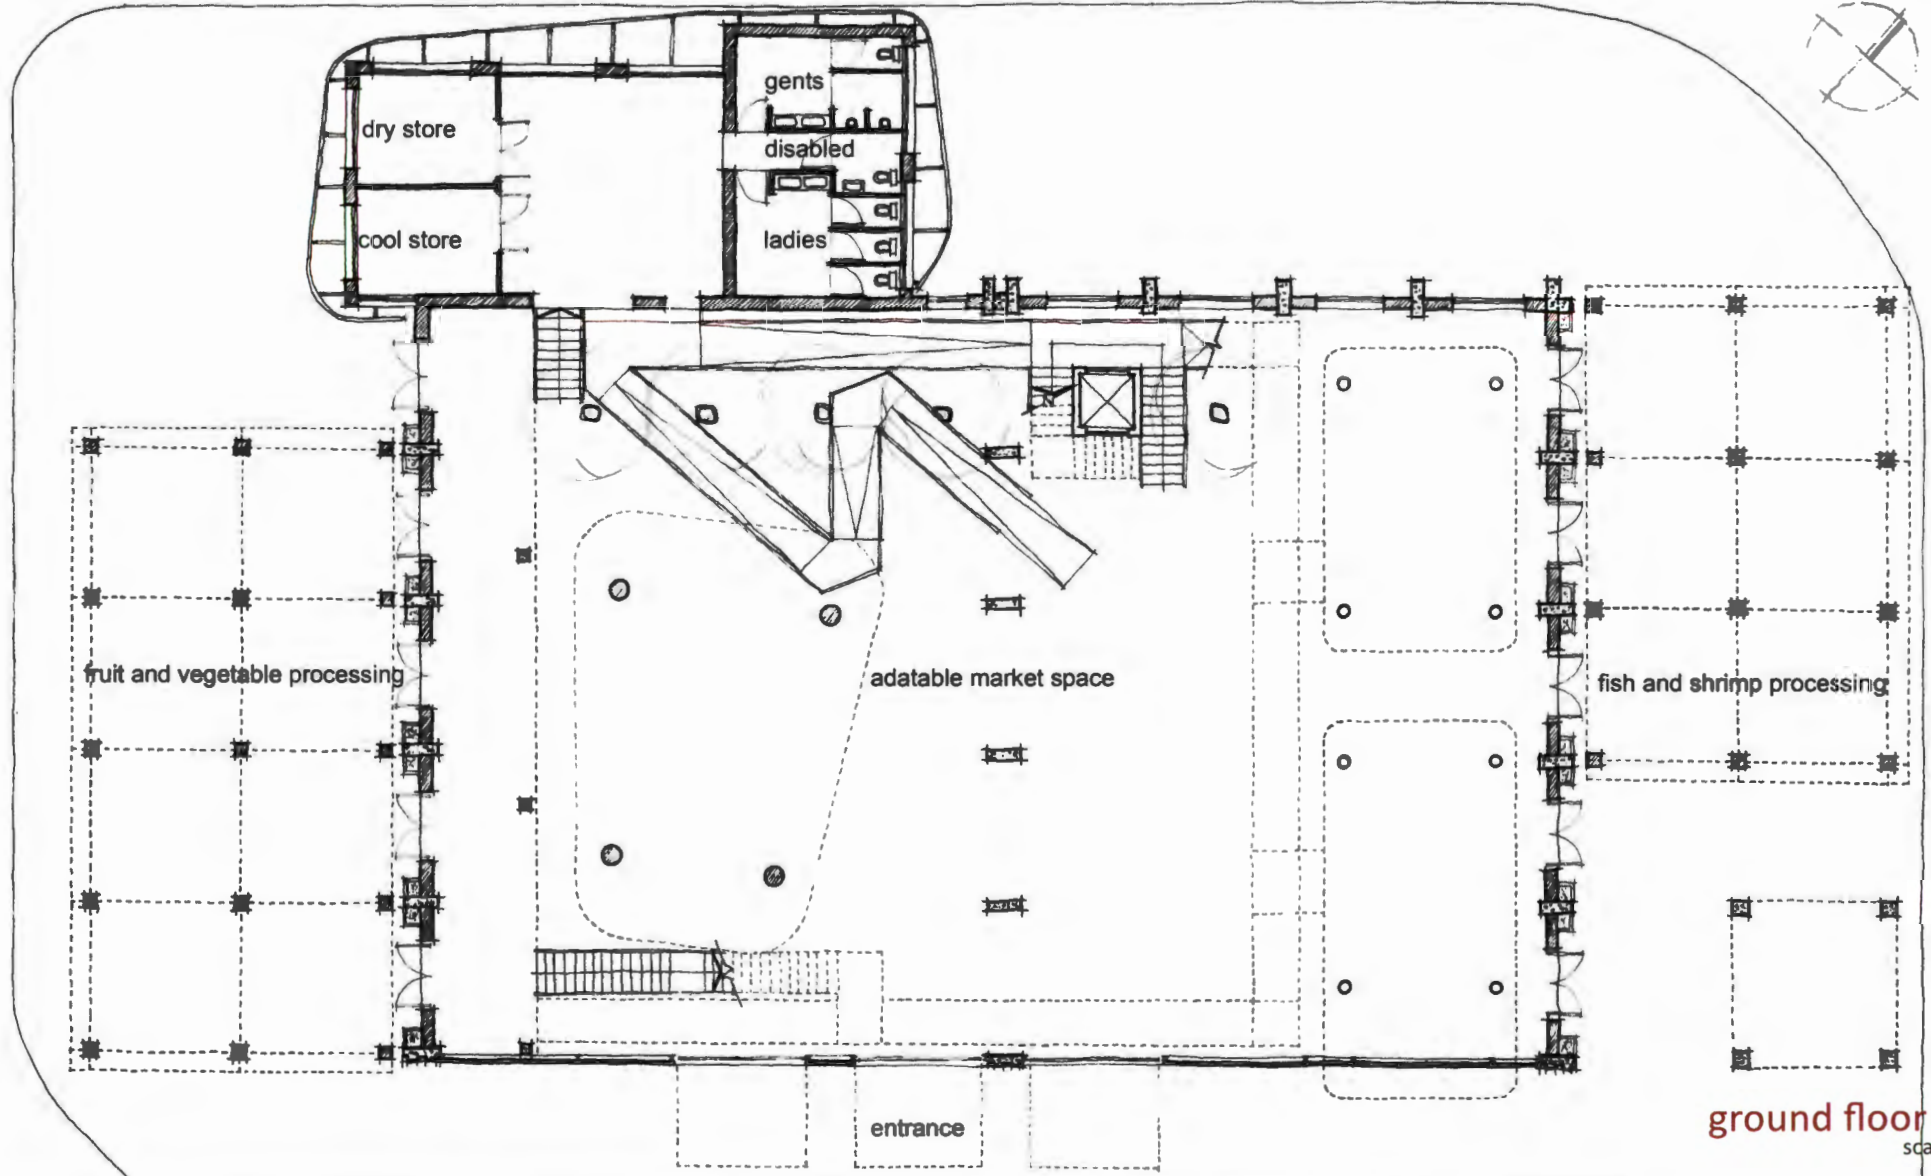 gents
dry store
disabled
cool store
ladies
fruit and vegetable processing
adatable market space
fish and shrimp processing
ground floor
entrance